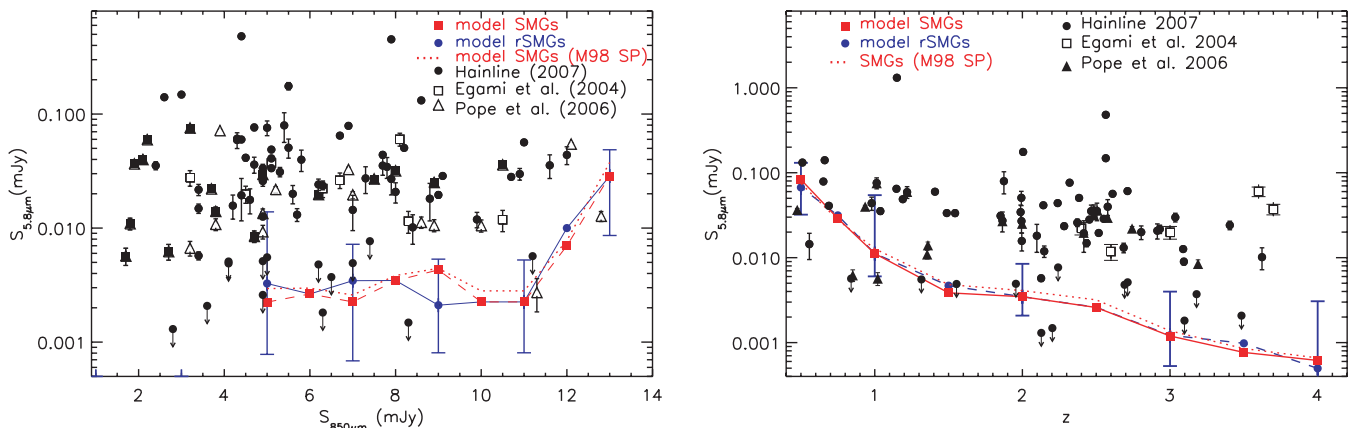 model SMGs
model rSMGs
model SMGs (M98 SP)
Hainline (2007)
Egami et al. (2004)
Pope et al. (2006)
0.100
0.010
0.001
S5.8μm(mJy)
2 4 6 8 10 12 14
S850μm (mJy)
model SMGs
model rSMGs
SMGs (M98 SP)
Hainline 2007
Egami et al. 2004
Pope et al. 2006
1.000
0.100
0.010
0.001
S5.8μm(mJy)
1 2 3 4
z